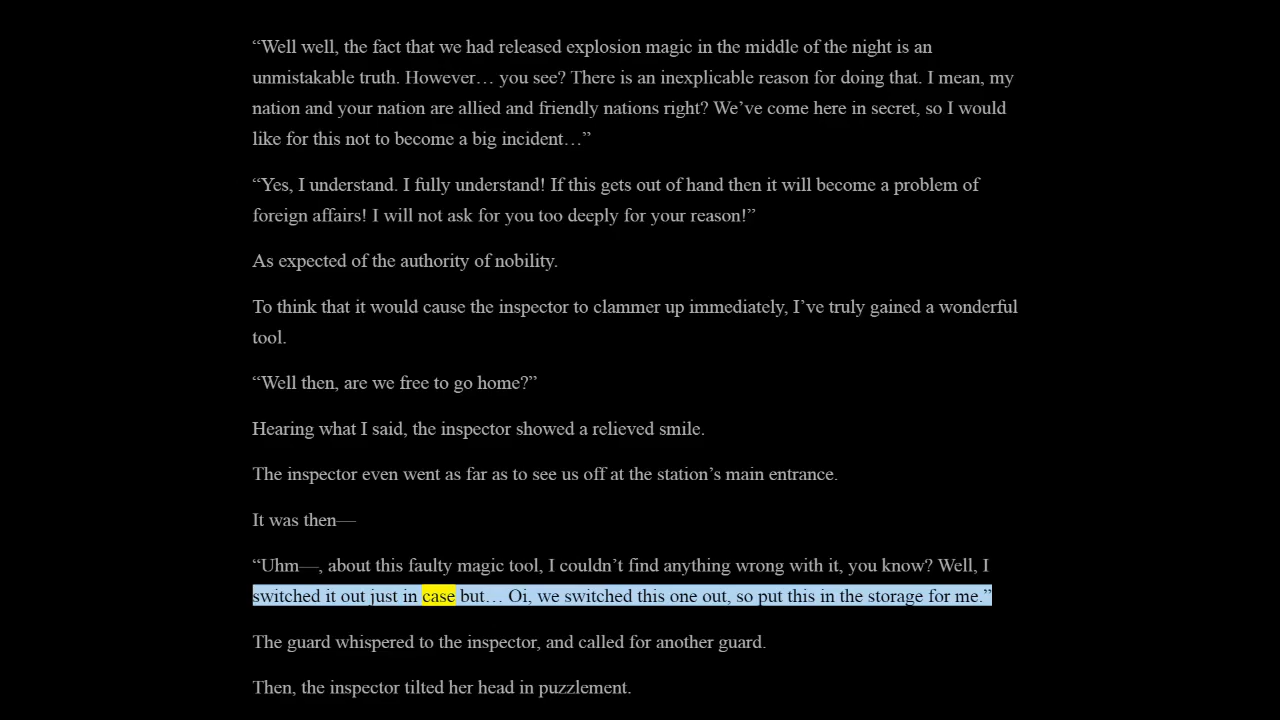 “Well well, the fact that we had released explosion magic in the middle of the night is an
unmistakable truth. However… you see? There is an inexplicable reason for doing that. I mean, my
nation and your nation are allied and friendly nations right? We’ve come here in secret, so I would
like for this not to become a big incident…”
“Yes, I understand. I fully understand! If this gets out of hand then it will become a problem of
foreign affairs! I will not ask for you too deeply for your reason!”
As expected of the authority of nobility.
To think that it would cause the inspector to clammer up immediately, I’ve truly gained a wonderful
tool.
“Well then, are we free to go home?”
Hearing what I said, the inspector showed a relieved smile.
The inspector even went as far as to see us off at the station’s main entrance.
It was then—
“Uhm—, about this faulty magic tool, I couldn’t find anything wrong with it, you know? Well, I
switched it out just in case but… Oi, we switched this one out, so put this in the storage for me.”
The guard whispered to the inspector, and called for another guard.
Then, the inspector tilted her head in puzzlement.